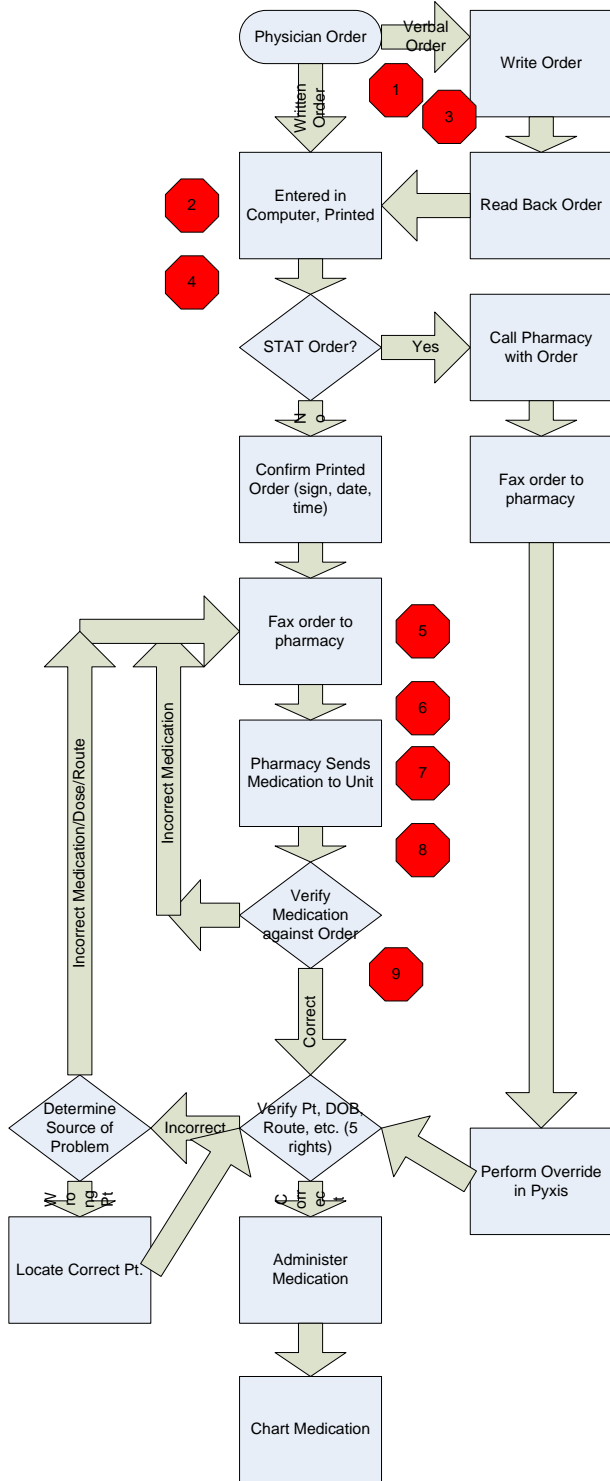 Physician Order
Verbal
Order
Write Order
Written
Order
1
3
2
Entered in
Computer, Printed
Read Back Order
4
STAT Order?
Yes
Call Pharmacy
with Order
No
Confirm Printed
Order (sign, date,
time)
Fax order to
pharmacy
Fax order to
pharmacy
5
6
Pharmacy Sends
Medication to Unit
7
8
Incorrect Medication/Dose/Route
Incorrect Medication
Verify
Medication
against Order
9
Correct
Determine
Source of
Problem
Incorrect
Verify Pt, DOB,
Route, etc. (5
rights)
Perform Override
in Pyxis
Wrong
Pt
Correct
Locate Correct Pt.
Administer
Medication
Chart Medication